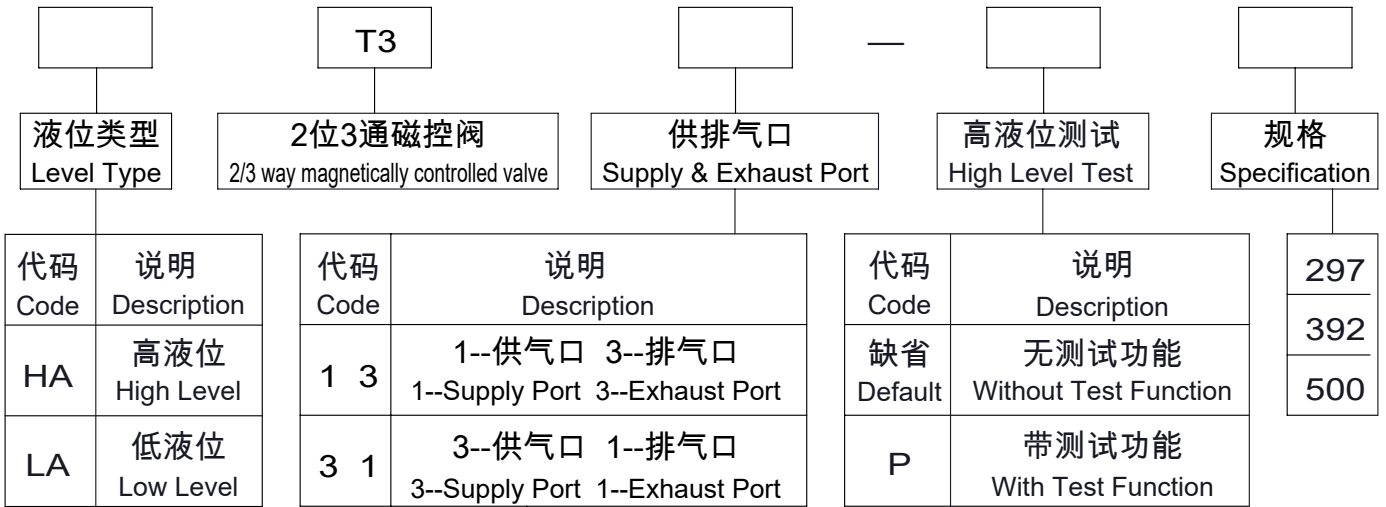 T3 —
液位类型 2位3通磁控阀 供排气口 高液位测试 规格
Level Type 2/3 way magnetically controlled valve Supply & Exhaust Port High Level Test Specification
代码 说明
Code Description
HA 高液位
High Level
LA 低液位
Low Level
代码 说明
Code Description
1 3 1--供气口 3--排气口
1--Supply Port 3--Exhaust Port
3 1 3--供气口 1--排气口
3--Supply Port 1--Exhaust Port
代码 说明
Code Description
缺省 无测试功能
Default Without Test Function
P 带测试功能
With Test Function
297
392
500